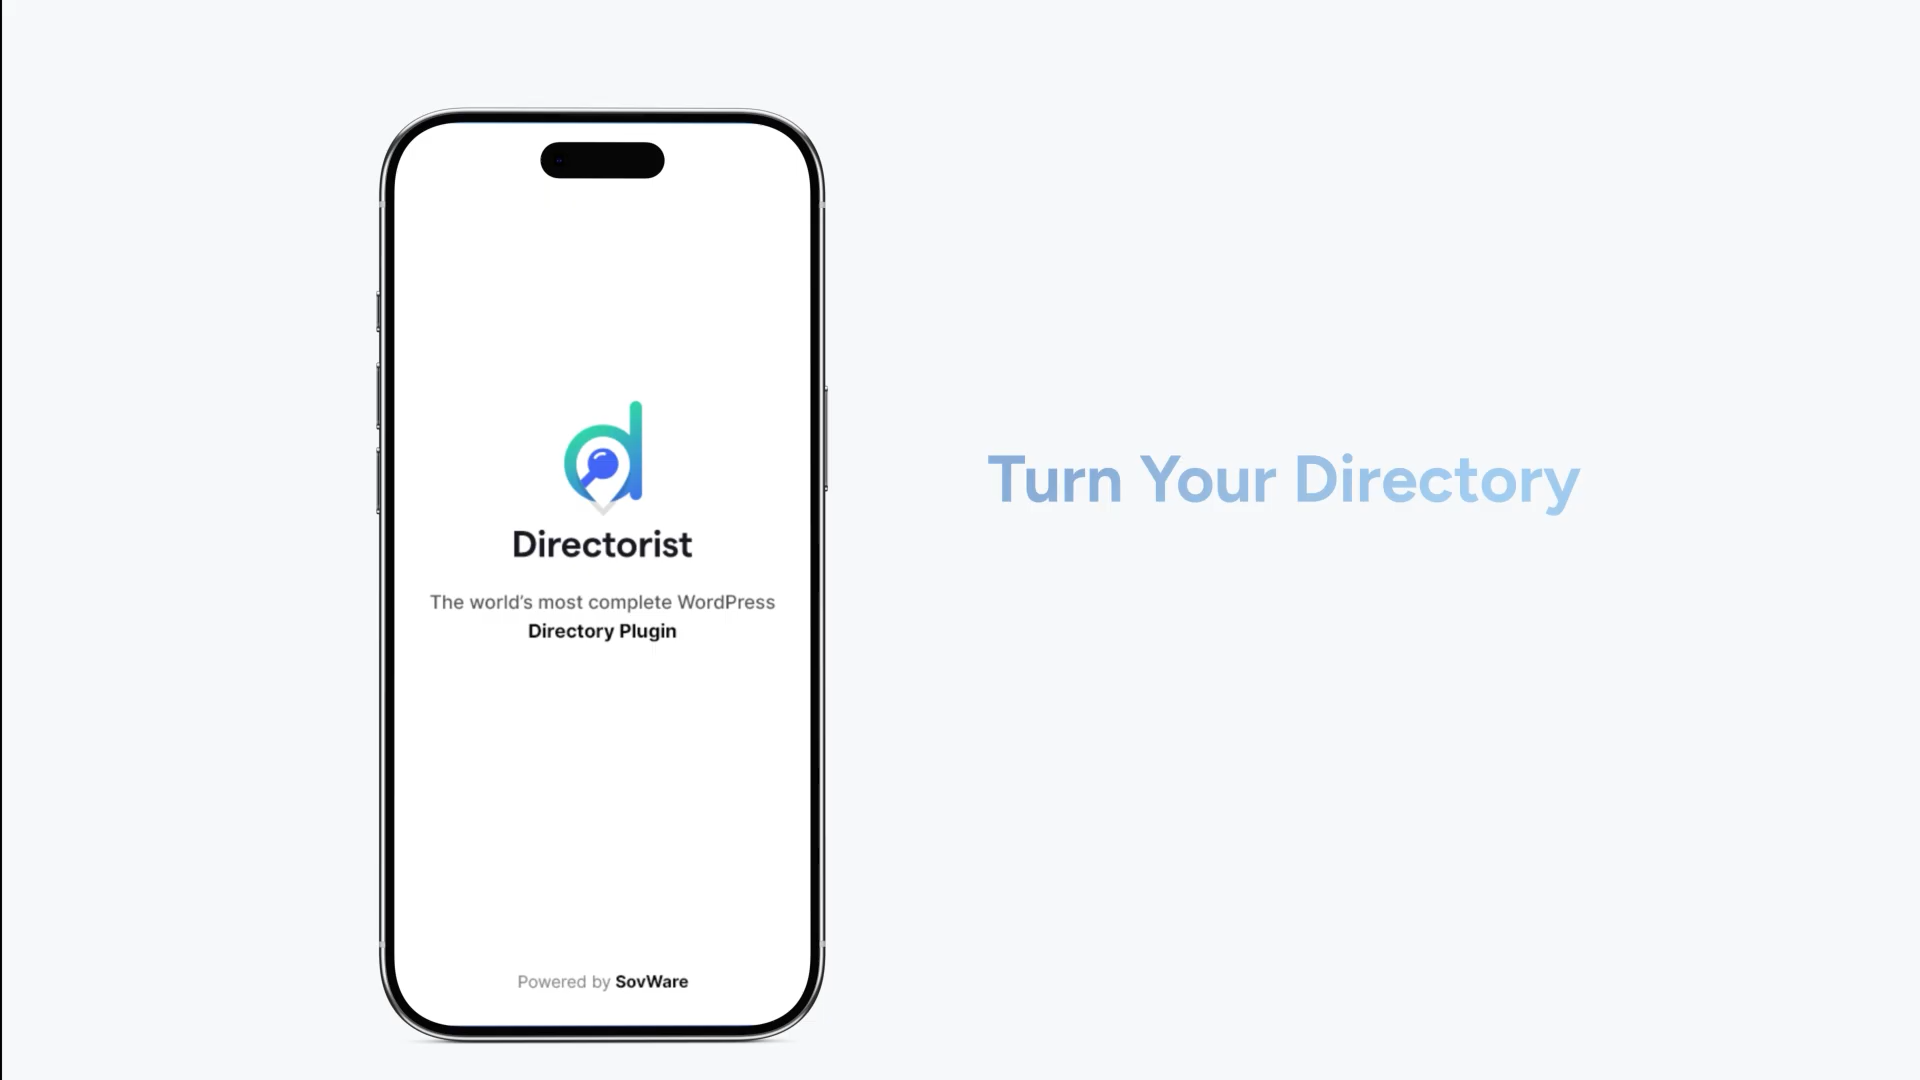 Directorist
The world's most complete WordPress
Directory Plugin
Powered by SovWare
Turn Your Directory